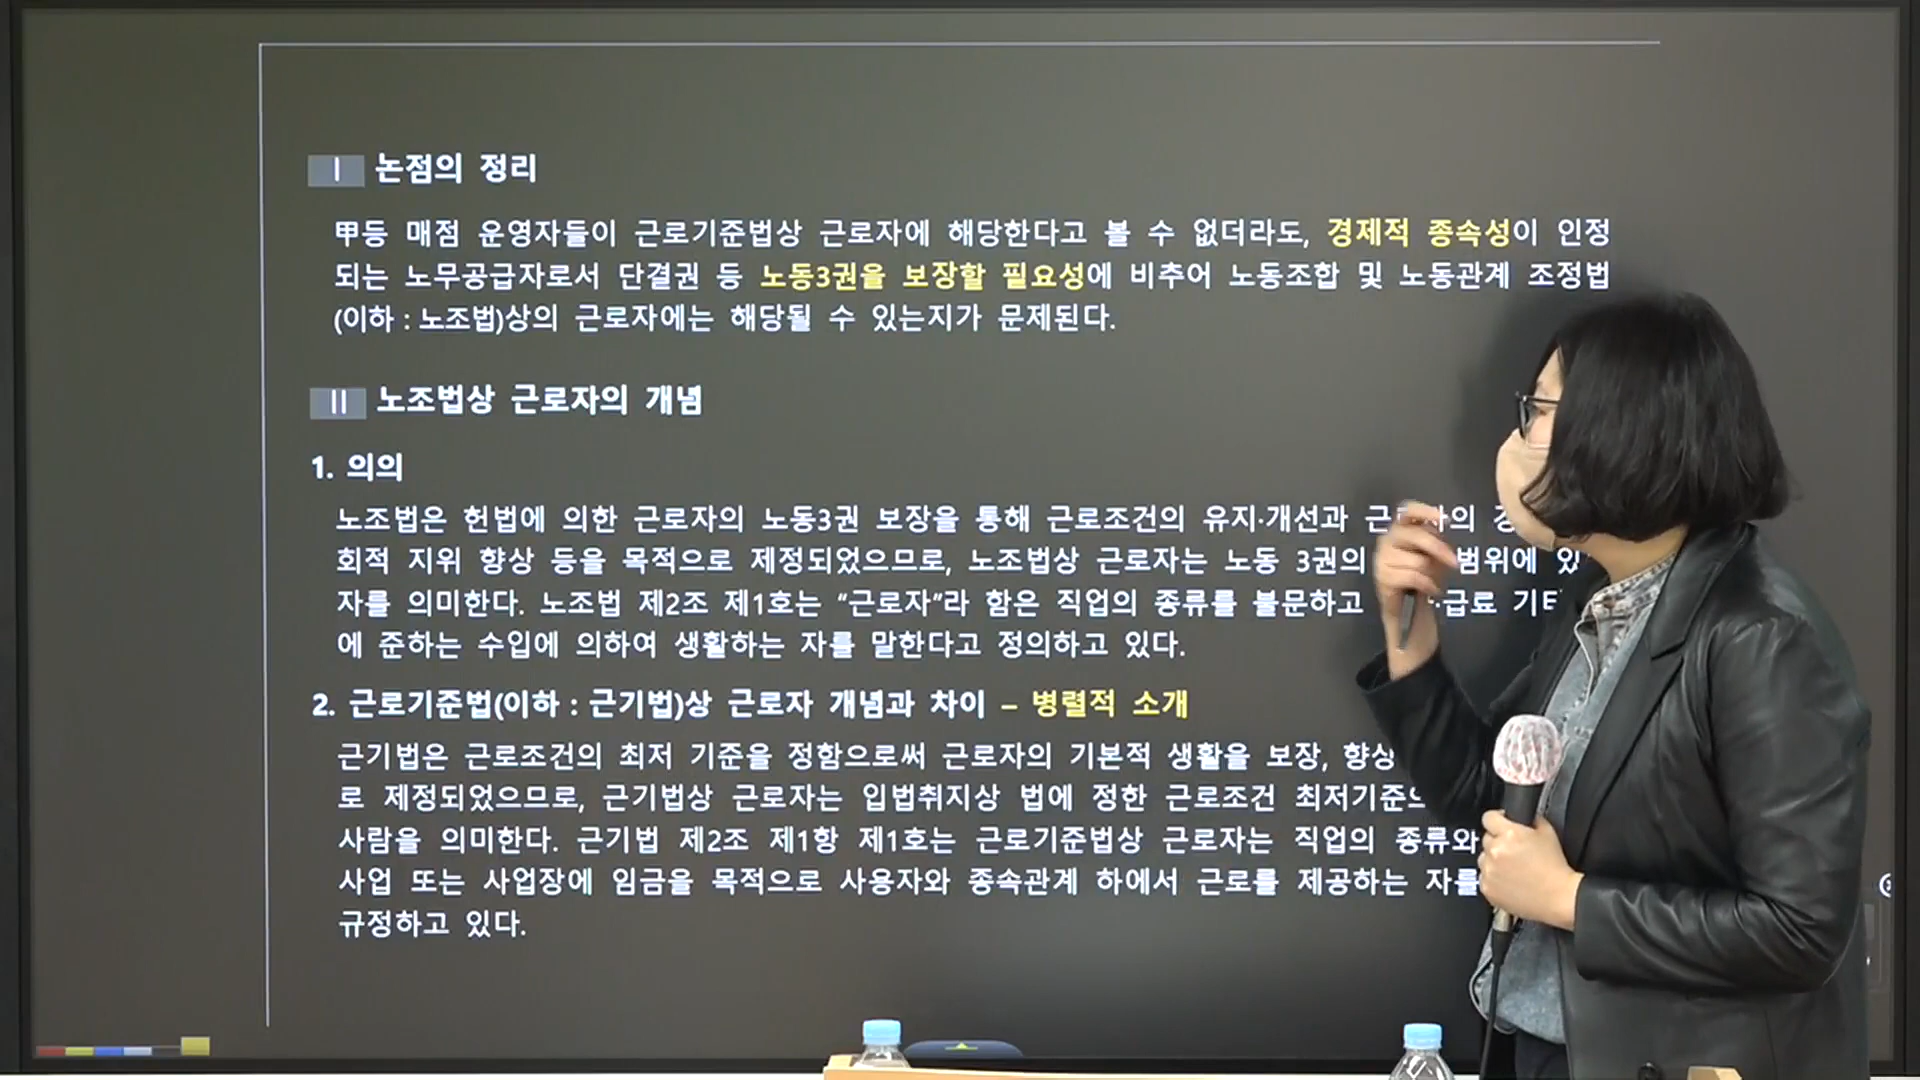 Ⅰ 논점의 정리
甲등 매점 운영자들이 근로기준법상 근로자에 해당한다고 볼 수 없더라도, 경제적 종속성이 인정
되는 노무공급자로서 단결권 등 노동3권을 보장할 필요성에 비추어 노동조합 및 노동관계 조정법
(이하 : 노조법)상의 근로자에는 해당될 수 있는지가 문제된다.
Ⅱ 노조법상 근로자의 개념
1. 의의
노조법은 헌법에 의한 근로자의 노동3권 보장을 통해 근로조건의 유지·개선과 근로자의
회적 지위 향상 등을 목적으로 제정되었으므로, 노조법상 근로자는 노동 3권의 범위에 있
자를 의미한다. 노조법 제2조 제1호는 “근로자”라 함은 직업의 종류를 불문하고 ·급료
에 준하는 수입에 의하여 생활하는 자를 말한다고 정의하고 있다.
2. 근로기준법(이하 : 근기법)상 근로자 개념과 차이 – 병렬적 소개
근기법은 근로조건의 최저 기준을 정함으로써 근로자의 기본적 생활을 보장, 향상
로 제정되었으므로, 근기법상 근로자는 입법취지상 법에 정한 근로조건 최저기준
사람을 의미한다. 근기법 제2조 제1항 제1호는 근로기준법상 근로자는 직업의 종류와
사업 또는 사업장에 임금을 목적으로 사용자와 종속관계 하에서 근로를 제공하는 자를
규정하고 있다.